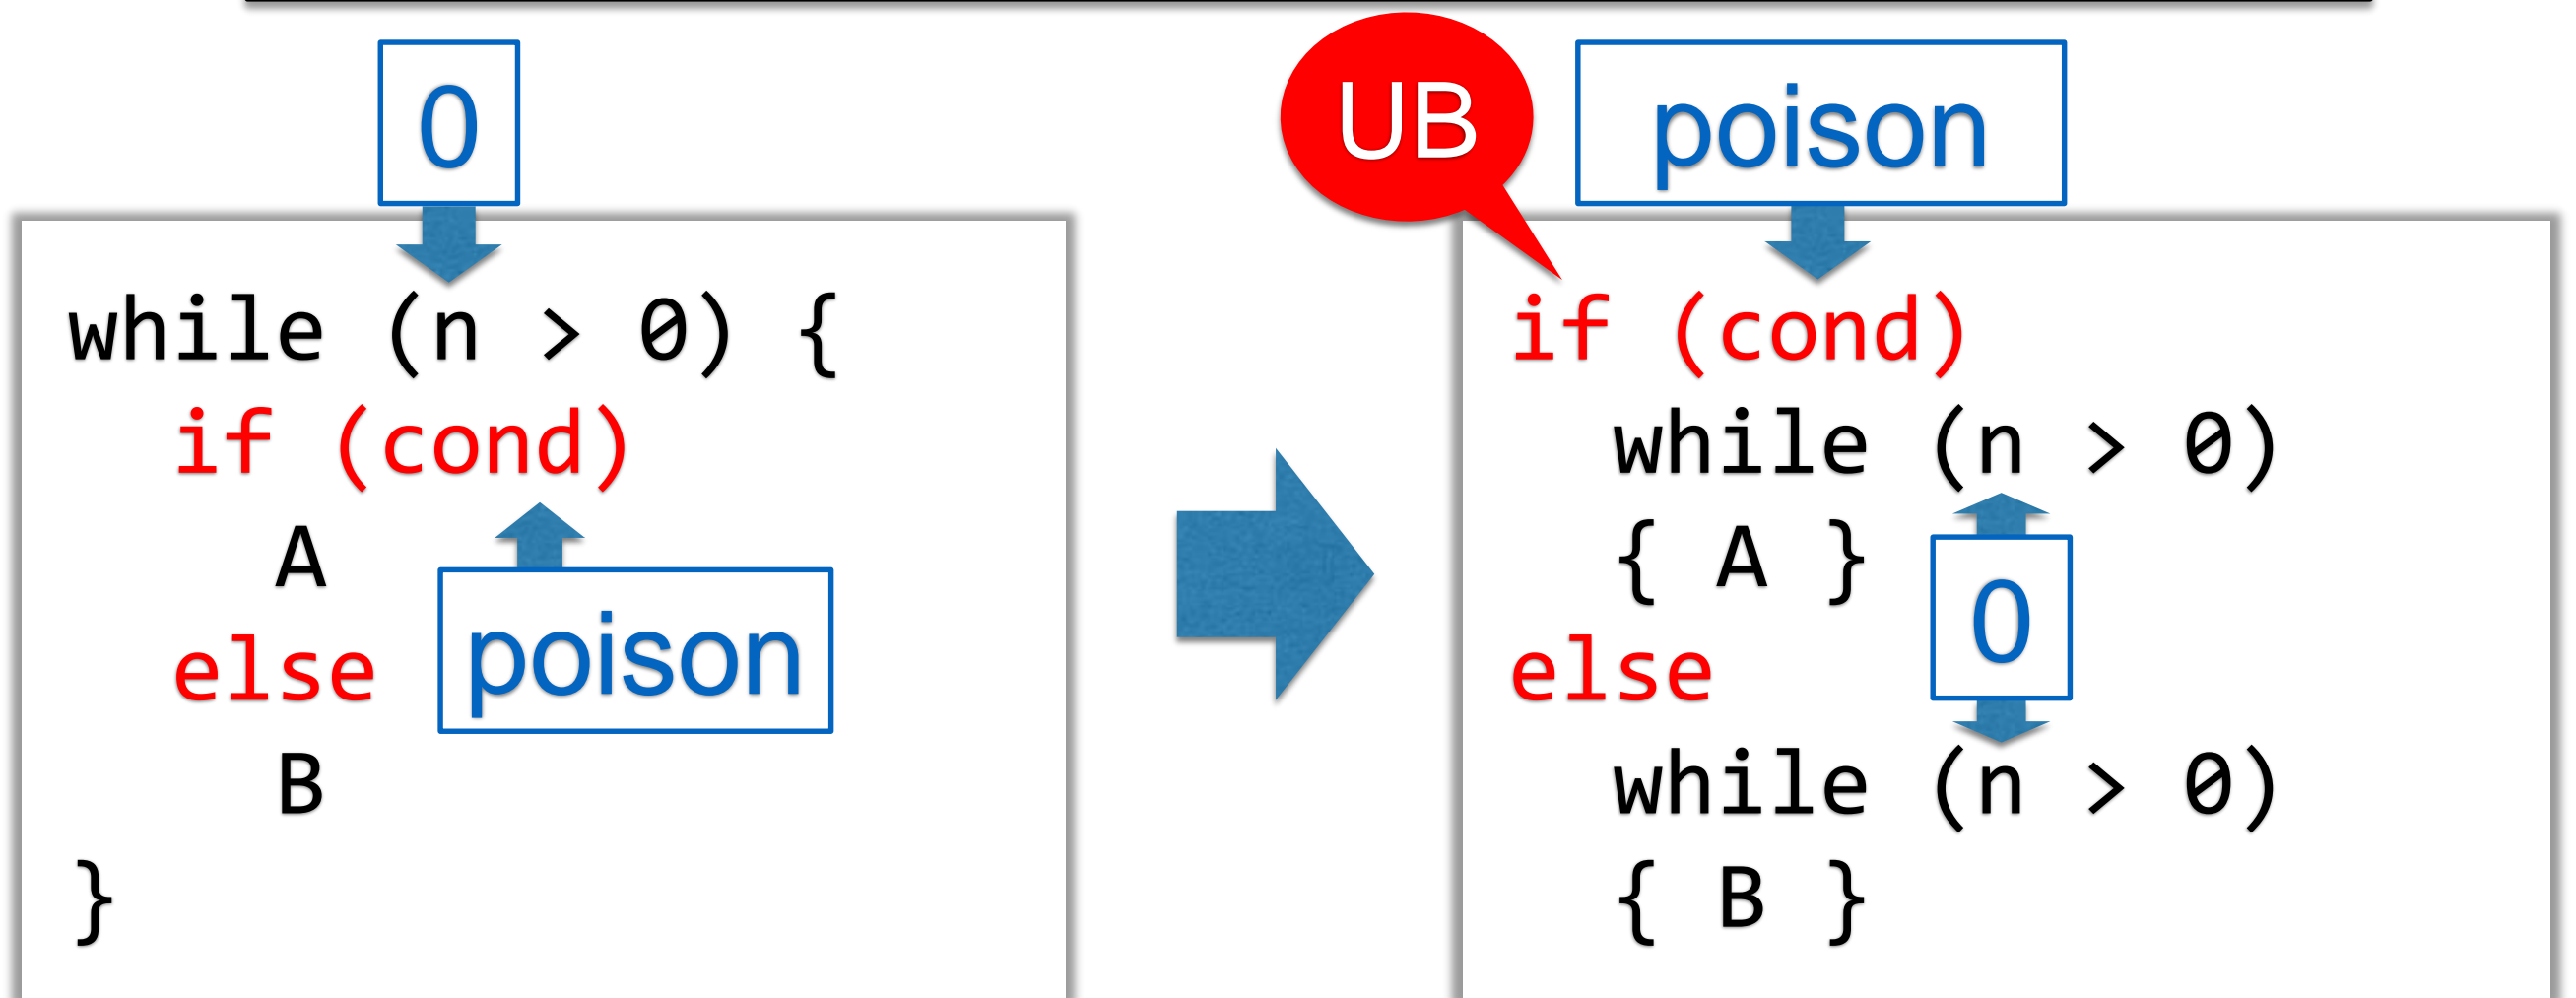 0
while (n > 0) {
if (cond)
A
poison
else
B
}
UB
poison
if (cond)
while (n > 0)
{ A }
0
else
while (n > 0)
{ B }